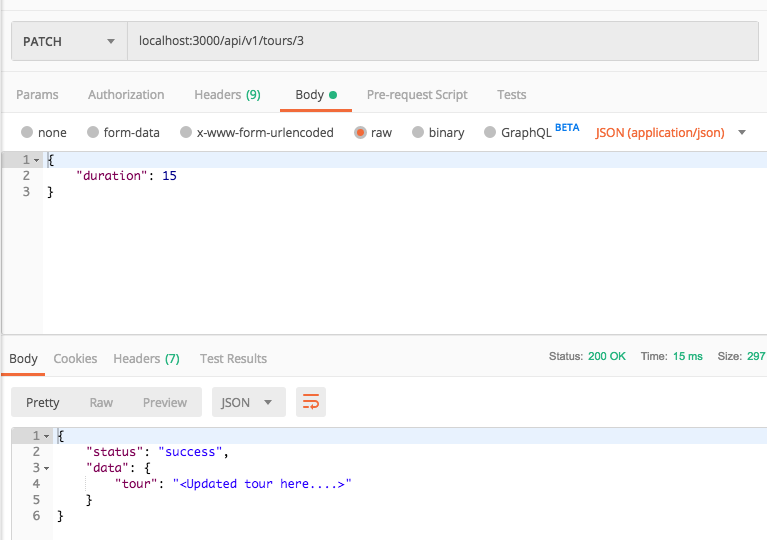 PATCH localhost:3000/api/v1/tours/3
Params Authorization Headers (9) Body Pre-request Script Tests
none form-data x-www-form-urlencoded raw binary GraphQL BETA JSON (application/json)
1 {
2 "duration": 15
3 }
Body Cookies Headers (7) Test Results Status: 200 OK Time: 15 ms Size: 297
Pretty Raw Preview JSON
1 {
2 "status": "success",
3 "data": {
4 "tour": "<Updated tour here....>"
5 }
6 }